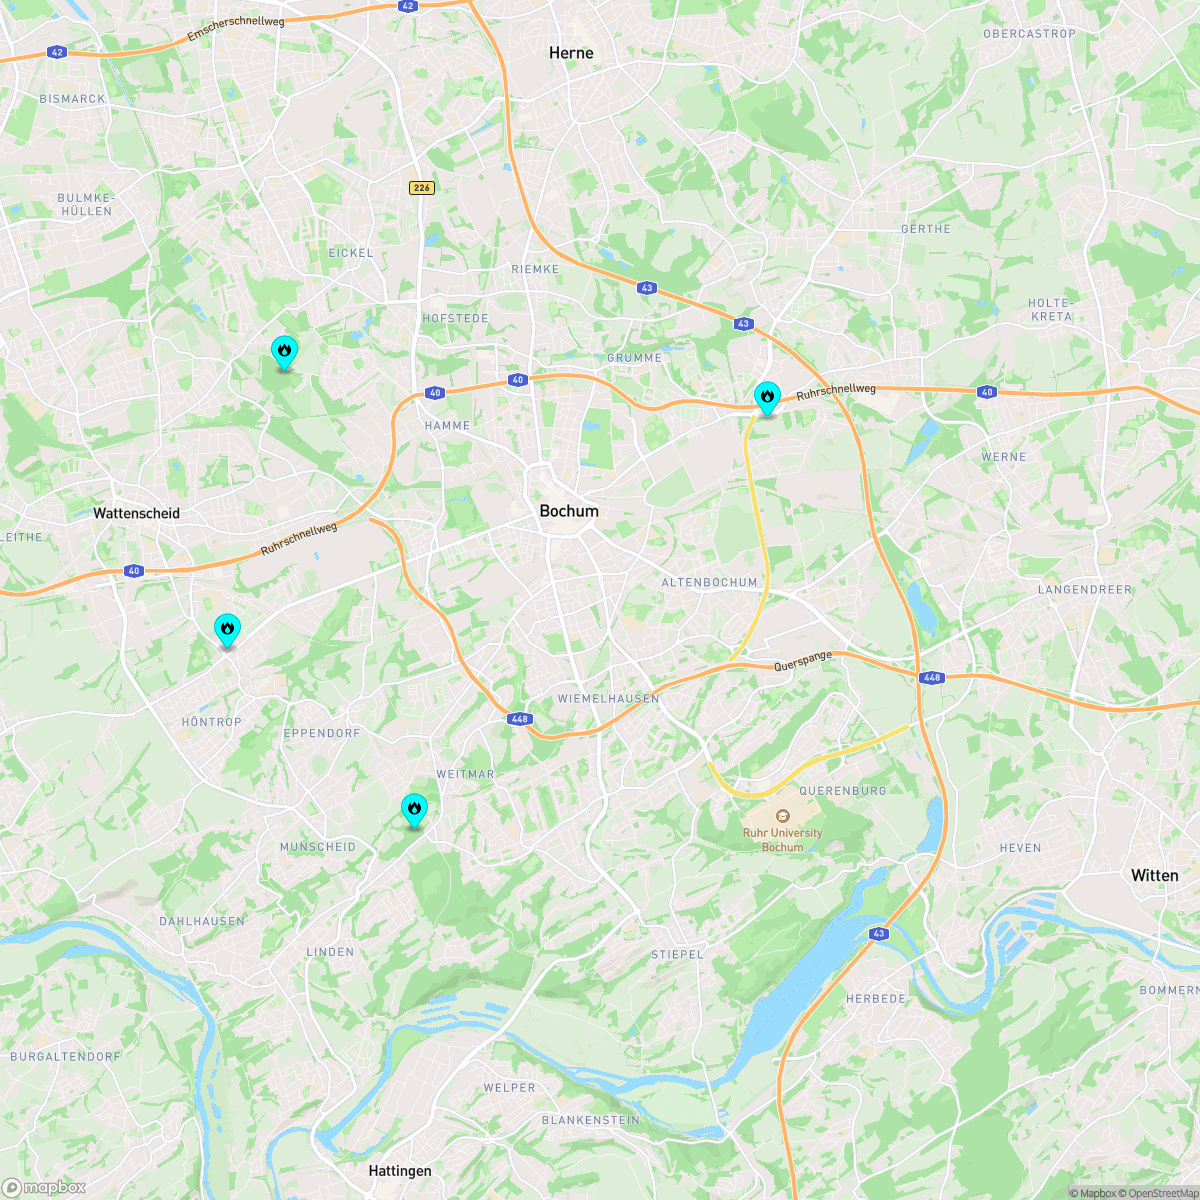 42
Emscherschnellweg
42
Herne
OBERCASTROP
BISMARCK
226
BULMKE-
HÜLLEN
GERTHE
EICKEL
RIEMKE
43
HOLTE-
KRETA
HOFSTEDE
43
GRUMME
40
40
Ruhrschnellweg
40
HAMME
WERNE
Wattenscheid
Bochum
LEITHE
Ruhrschnellweg
40
ALTENBOCHUM
LANGENDREER
Querspange
448
WIEMELHAUSEN
HÖNTROP
448
EPPENDORF
WEITMAR
QUERENBURG
Ruhr University
Bochum
MUNSCHEID
HEVEN
Witten
DAHLHAUSEN
43
LINDEN
STIEPEL
BOMMERN
HERBEDE
BURGALTENDORF
WELPER
BLANKENSTEIN
Hattingen
mapbox
© Mapbox © OpenStreetMap